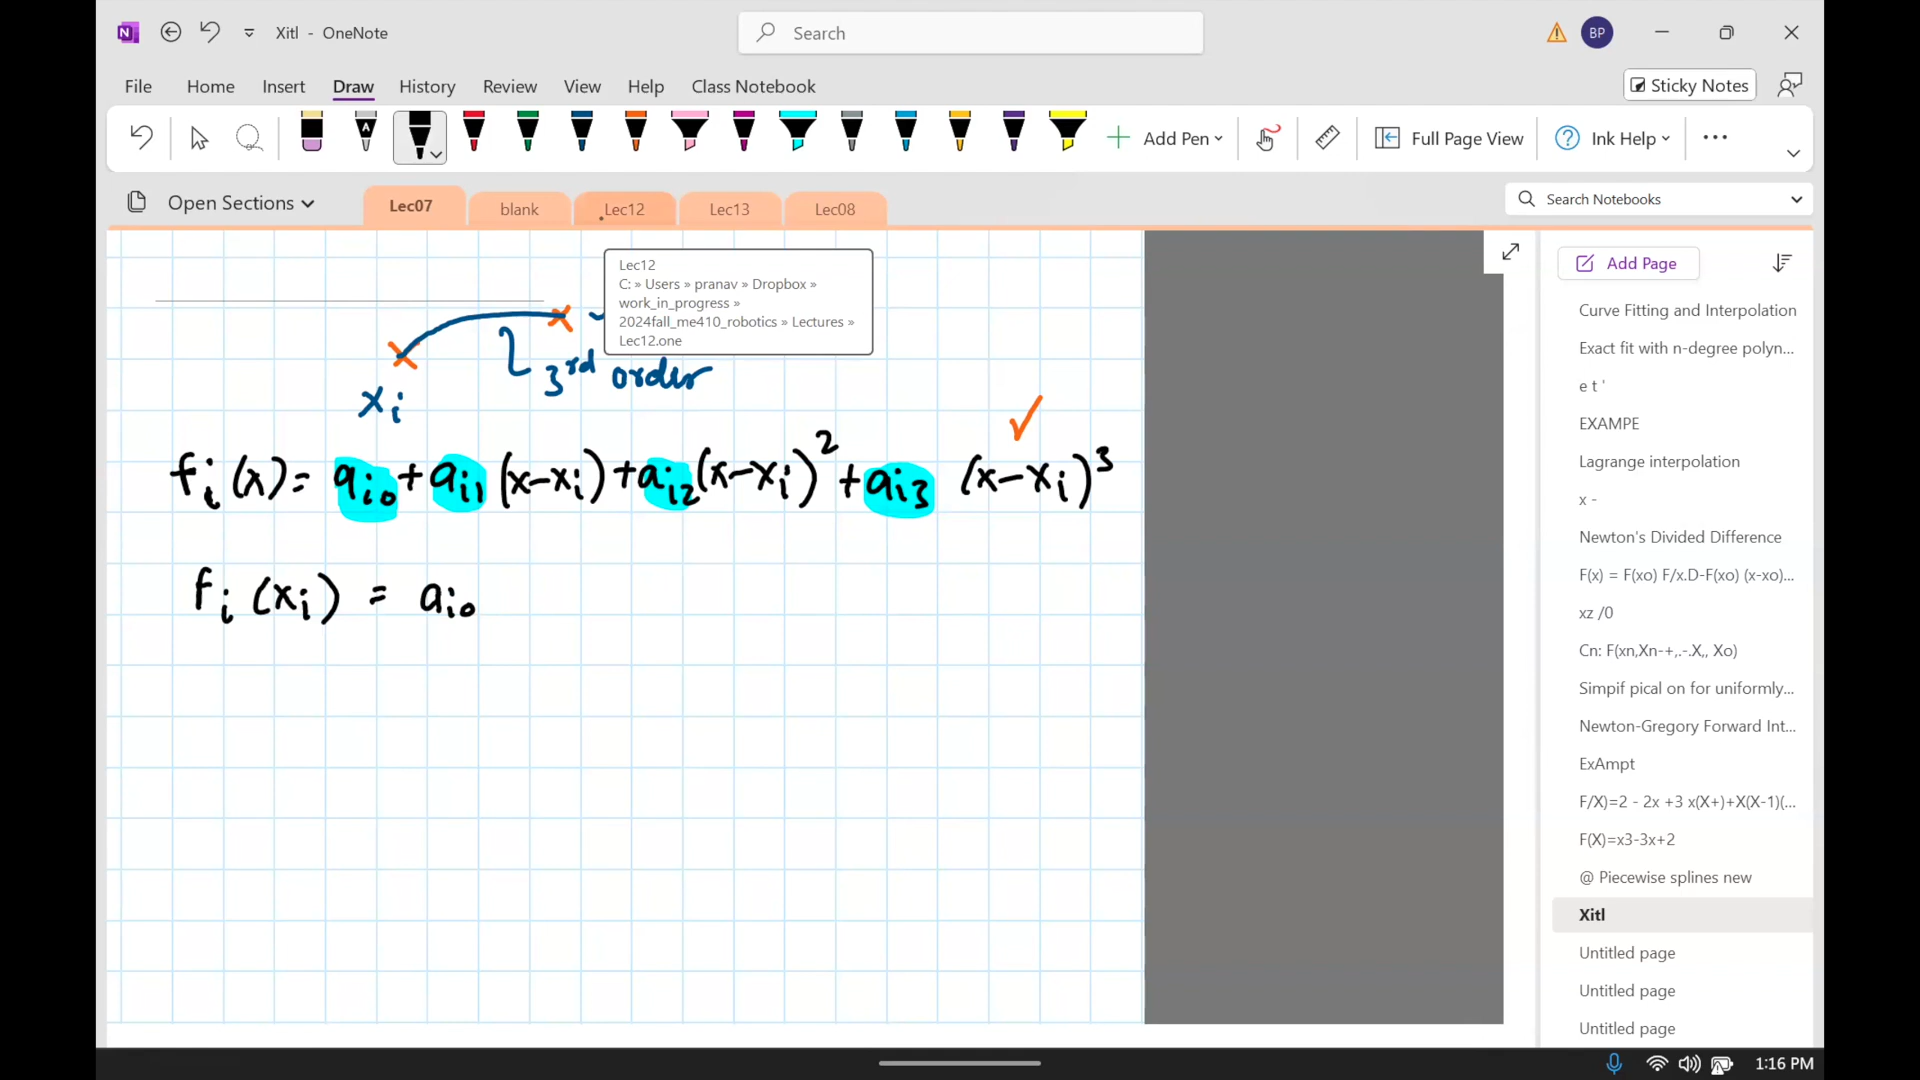 Xitl - OneNote
Search
BP
File Home Insert Draw History Review View Help Class Notebook
Sticky Notes
A
Add Pen
Full Page View
Ink Help
Open Sections
Lec07
blank
Lec12
Lec13
Lec08
Search Notebooks
Lec12
C: » Users » pranav » Dropbox »
work_in_progress »
2024fall_me410_robotics » Lectures »
Lec12.one
3rd order
xi
fi(x) = ai0 + ai1 (x-xi) + ai2(x-xi)² + ai3 (x-xi)³
fi(xi) = ai0
Add Page
Curve Fitting and Interpolation
Exact fit with n-degree polyn...
e t '
EXAMPE
Lagrange interpolation
x -
Newton's Divided Difference
F(x) = F(xo) F/x.D-F(xo) (x-xo)...
xz /0
Cn: F(xn,Xn-+,.-.X,, Xo)
Simpif pical on for uniformly...
Newton-Gregory Forward Int...
ExAmpt
F/X)=2 - 2x +3 x(X+)+X(X-1)(...
F(X)=x3-3x+2
@ Piecewise splines new
Xitl
Untitled page
Untitled page
Untitled page
1:16 PM